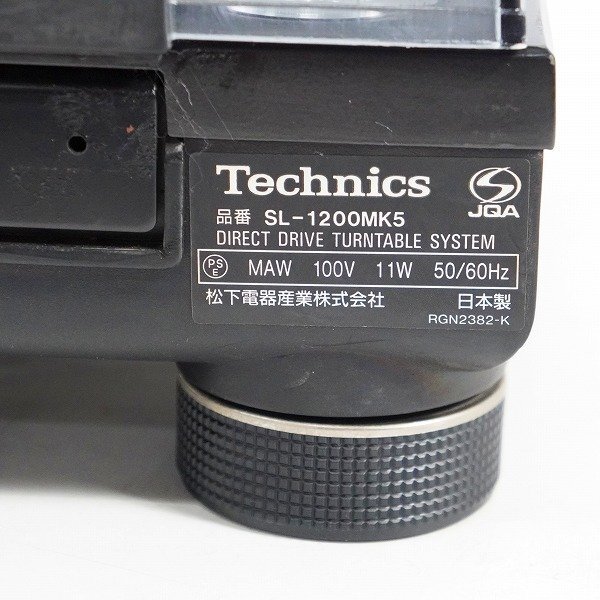 Technics
JQA
品番 SL-1200MK5
DIRECT DRIVE TURNTABLE SYSTEM
PS E MAW 100V 11W 50/60Hz
松下電器産業株式会社 日本製
RGN2382-K